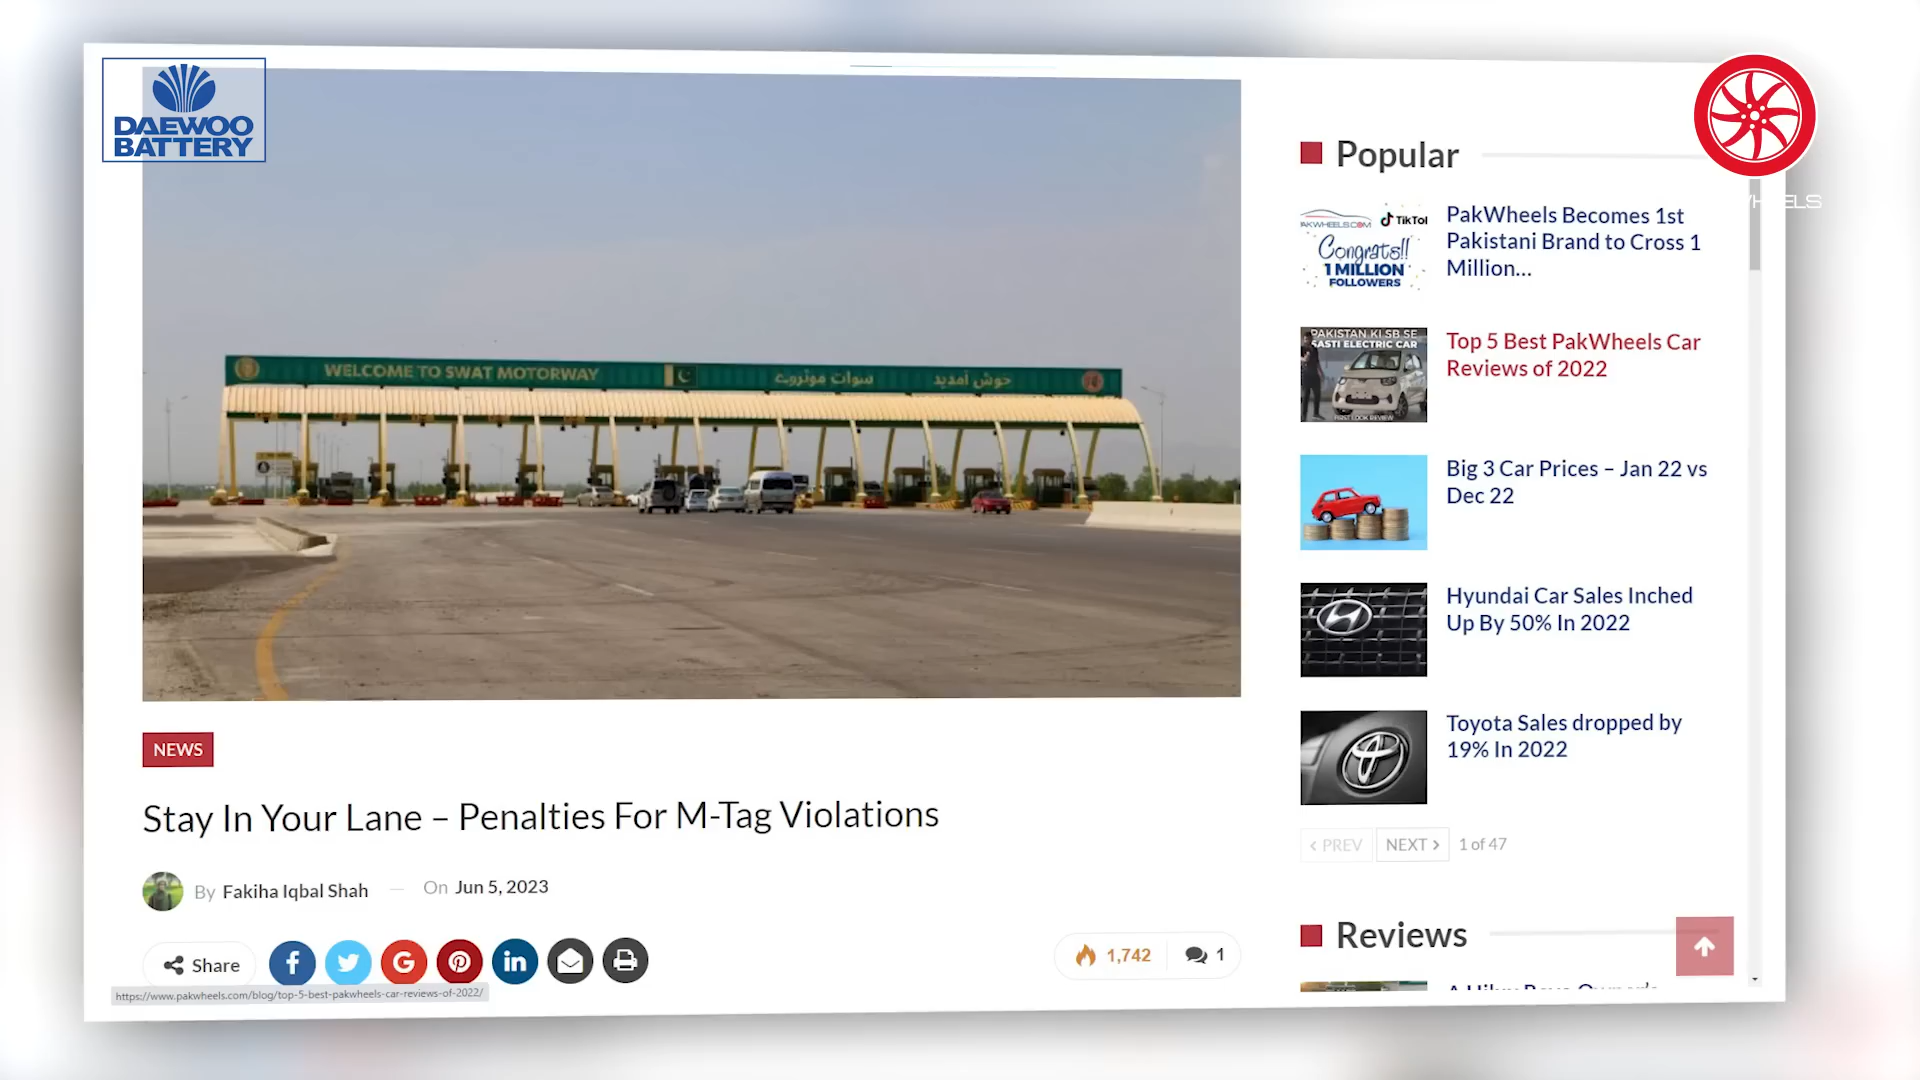 DAEWOO
BATTERY
WELCOME TO SWAT MOTORWAY
سوات موٹروے
خوش آمدید
NEWS
Stay In Your Lane – Penalties For M-Tag Violations
By Fakiha Iqbal Shah — On Jun 5, 2023
Share
1,742
1
https://www.pakwheels.com/blog/top-5-best-pakwheels-car-reviews-of-2022/
Popular
TikTok
Congrats!!
1 MILLION
FOLLOWERS
PakWheels Becomes 1st
Pakistani Brand to Cross 1
Million...
PAKISTAN KI SB SE
SASTI ELECTRIC CAR
FIRST LOOK REVIEW
Top 5 Best PakWheels Car
Reviews of 2022
Big 3 Car Prices – Jan 22 vs
Dec 22
Hyundai Car Sales Inched
Up By 50% In 2022
Toyota Sales dropped by
19% In 2022
PREV
NEXT
1 of 47
Reviews